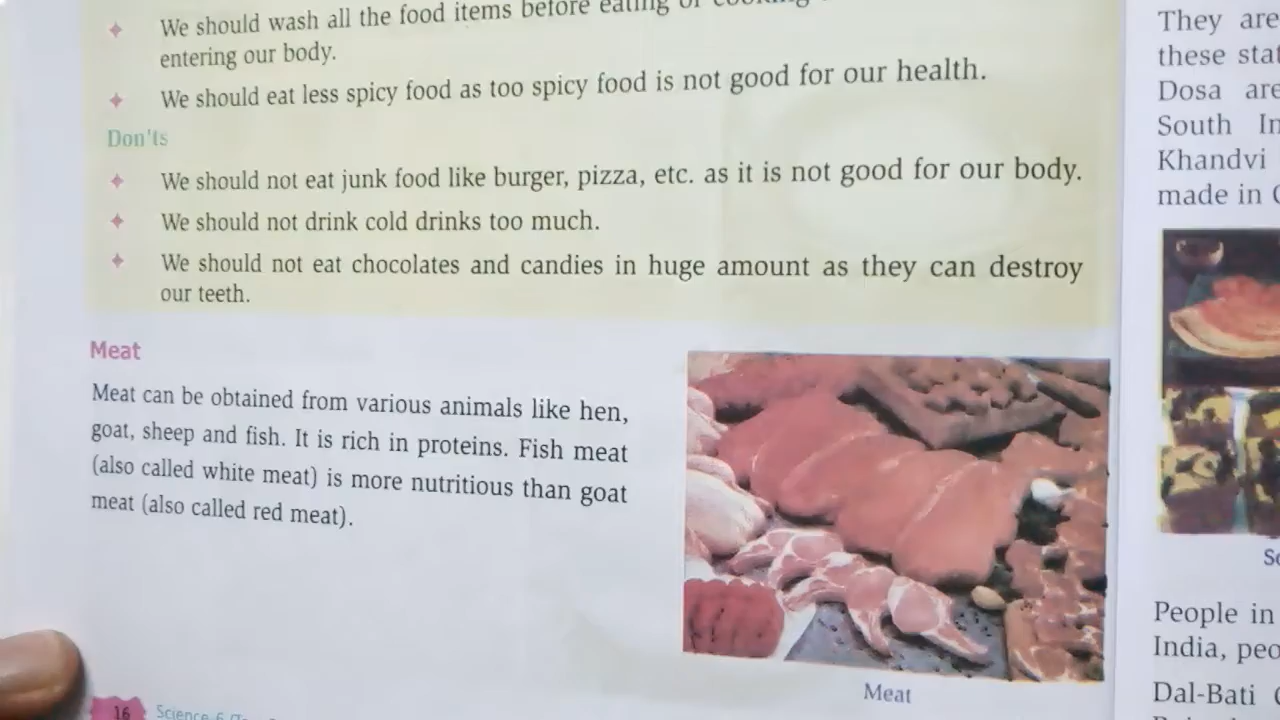 We should wash all the food items before eating or cooking
entering our body.
We should eat less spicy food as too spicy food is not good for our health.
Don'ts
We should not eat junk food like burger, pizza, etc. as it is not good for our body.
We should not drink cold drinks too much.
We should not eat chocolates and candies in huge amount as they can destroy
our teeth.
Meat
Meat can be obtained from various animals like hen,
goat, sheep and fish. It is rich in proteins. Fish meat
(also called white meat) is more nutritious than goat
meat (also called red meat).
Meat
16 Science-6
They are
these
Dosa are
South
Khandvi
made in
People in
India,
Dal-Bati